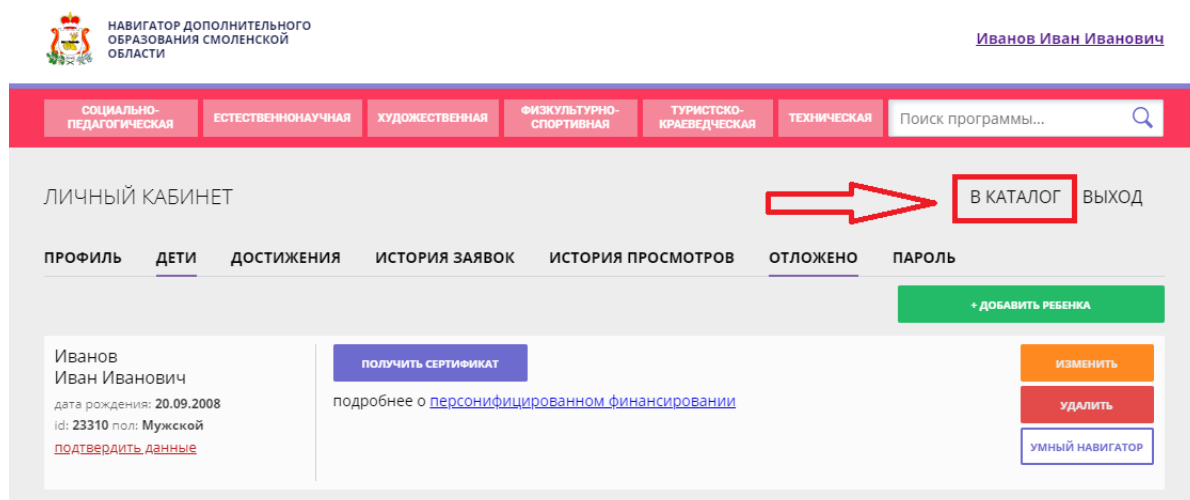 НАВИГАТОР ДОПОЛНИТЕЛЬНОГО
ОБРАЗОВАНИЯ СМОЛЕНСКОЙ
ОБЛАСТИ
Иванов Иван Иванович
СОЦИАЛЬНО-
ПЕДАГОГИЧЕСКАЯ
ЕСТЕСТВЕННОНАУЧНАЯ
ХУДОЖЕСТВЕННАЯ
ФИЗКУЛЬТУРНО-
СПОРТИВНАЯ
ТУРИСТСКО-
КРАЕВЕДЧЕСКАЯ
ТЕХНИЧЕСКАЯ
Поиск программы...
ЛИЧНЫЙ КАБИНЕТ
В КАТАЛОГ
ВЫХОД
ПРОФИЛЬ
ДЕТИ
ДОСТИЖЕНИЯ
ИСТОРИЯ ЗАЯВОК
ИСТОРИЯ ПРОСМОТРОВ
ОТЛОЖЕНО
ПАРОЛЬ
+ ДОБАВИТЬ РЕБЕНКА
Иванов
Иван Иванович
дата рождения: 20.09.2008
id: 23310 пол: Мужской
подтвердить данные
ПОЛУЧИТЬ СЕРТИФИКАТ
подробнее о персонифицированном финансировании
ИЗМЕНИТЬ
УДАЛИТЬ
УМНЫЙ НАВИГАТОР